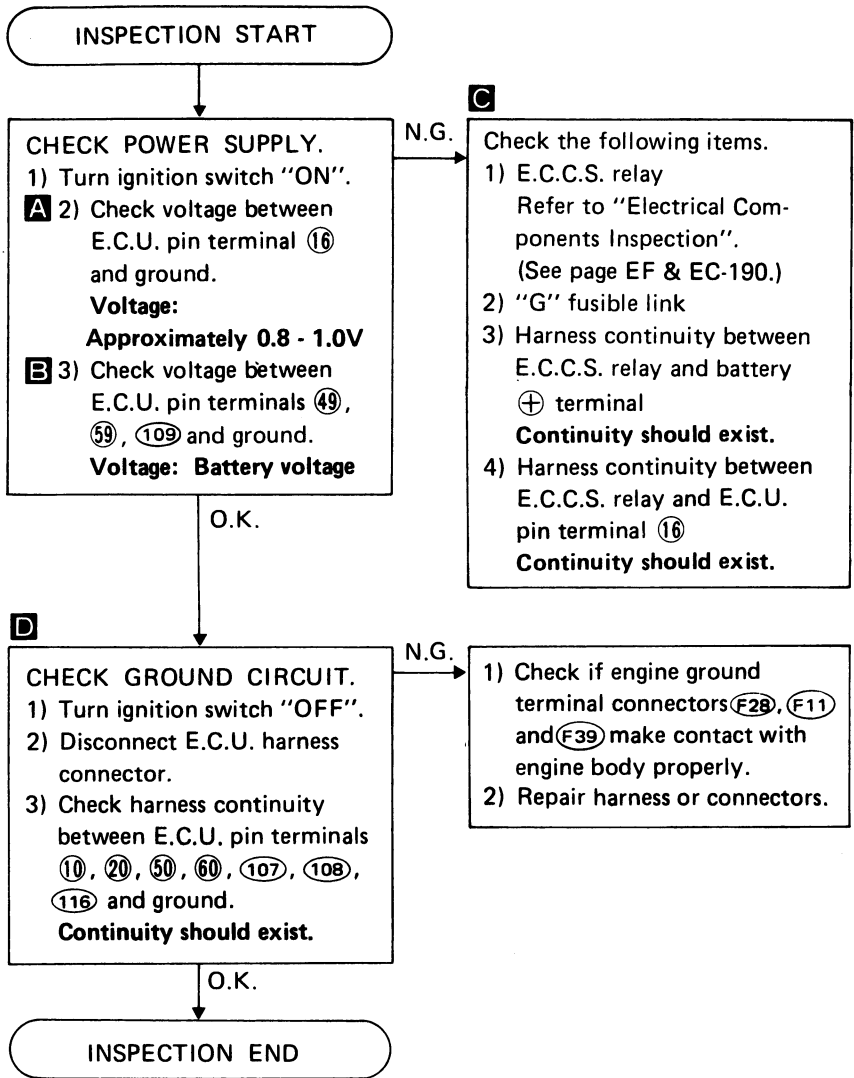 INSPECTION START
CHECK POWER SUPPLY.
1) Turn ignition switch "ON".
A 2) Check voltage between
E.C.U. pin terminal ⑯
and ground.
Voltage:
Approximately 0.8 - 1.0V
B 3) Check voltage between
E.C.U. pin terminals ㊾,
59, 109 and ground.
Voltage: Battery voltage
N.G.
C
Check the following items.
1) E.C.C.S. relay
Refer to "Electrical Com-
ponents Inspection".
(See page EF & EC-190.)
2) "G" fusible link
3) Harness continuity between
E.C.C.S. relay and battery
⊕ terminal
Continuity should exist.
4) Harness continuity between
E.C.C.S. relay and E.C.U.
pin terminal ⑯
Continuity should exist.
O.K.
D
CHECK GROUND CIRCUIT.
1) Turn ignition switch "OFF".
2) Disconnect E.C.U. harness
connector.
3) Check harness continuity
between E.C.U. pin terminals
⑩, ⑳, ㊿, 60, 107, 108,
116 and ground.
Continuity should exist.
N.G.
1) Check if engine ground
terminal connectors F28, F11
and F39 make contact with
engine body properly.
2) Repair harness or connectors.
O.K.
INSPECTION END